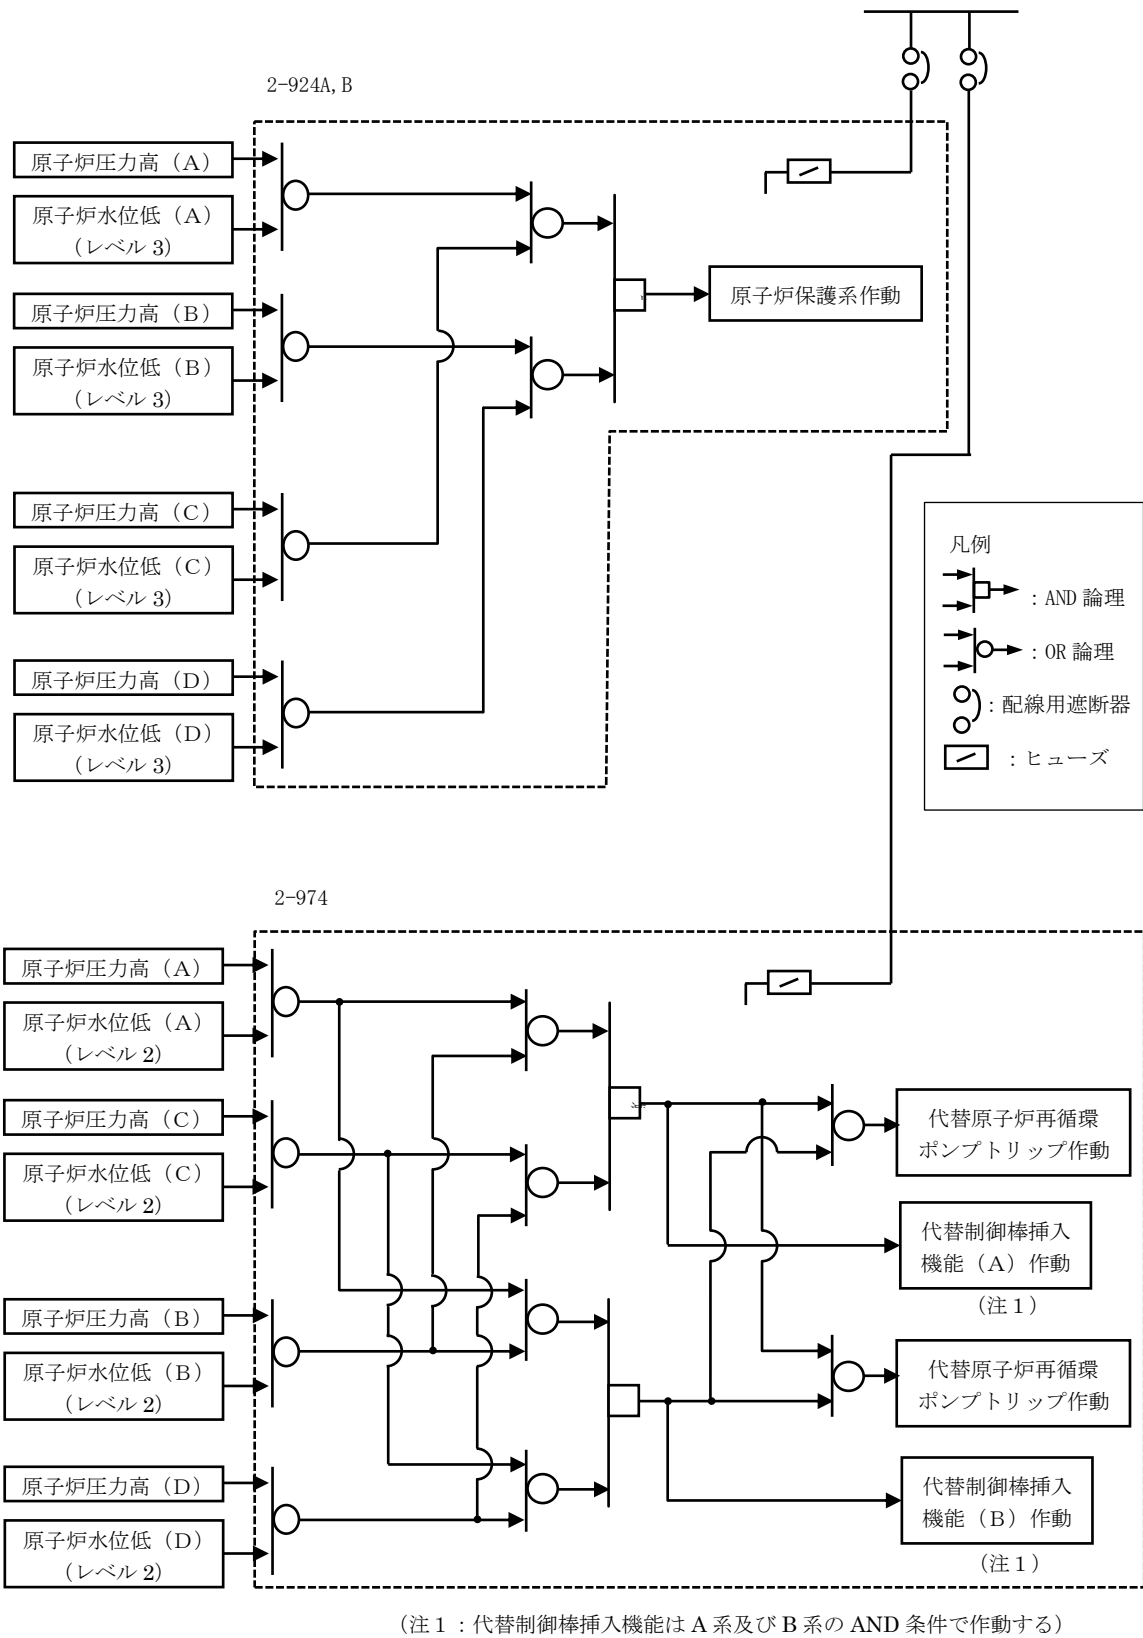 2-924A, B
原子炉圧力高（A）
原子炉水位低（A）
（レベル 3）
原子炉圧力高（B）
原子炉水位低（B）
（レベル 3）
原子炉圧力高（C）
原子炉水位低（C）
（レベル 3）
原子炉圧力高（D）
原子炉水位低（D）
（レベル 3）
原子炉保護系作動
凡例
：AND 論理
：OR 論理
：配線用遮断器
：ヒューズ
2-974
原子炉圧力高（A）
原子炉水位低（A）
（レベル 2）
原子炉圧力高（C）
原子炉水位低（C）
（レベル 2）
原子炉圧力高（B）
原子炉水位低（B）
（レベル 2）
原子炉圧力高（D）
原子炉水位低（D）
（レベル 2）
代替原子炉再循環
ポンプトリップ作動
代替制御棒挿入
機能（A）作動
（注１）
代替原子炉再循環
ポンプトリップ作動
代替制御棒挿入
機能（B）作動
（注１）
（注１：代替制御棒挿入機能は A 系及び B 系の AND 条件で作動する）